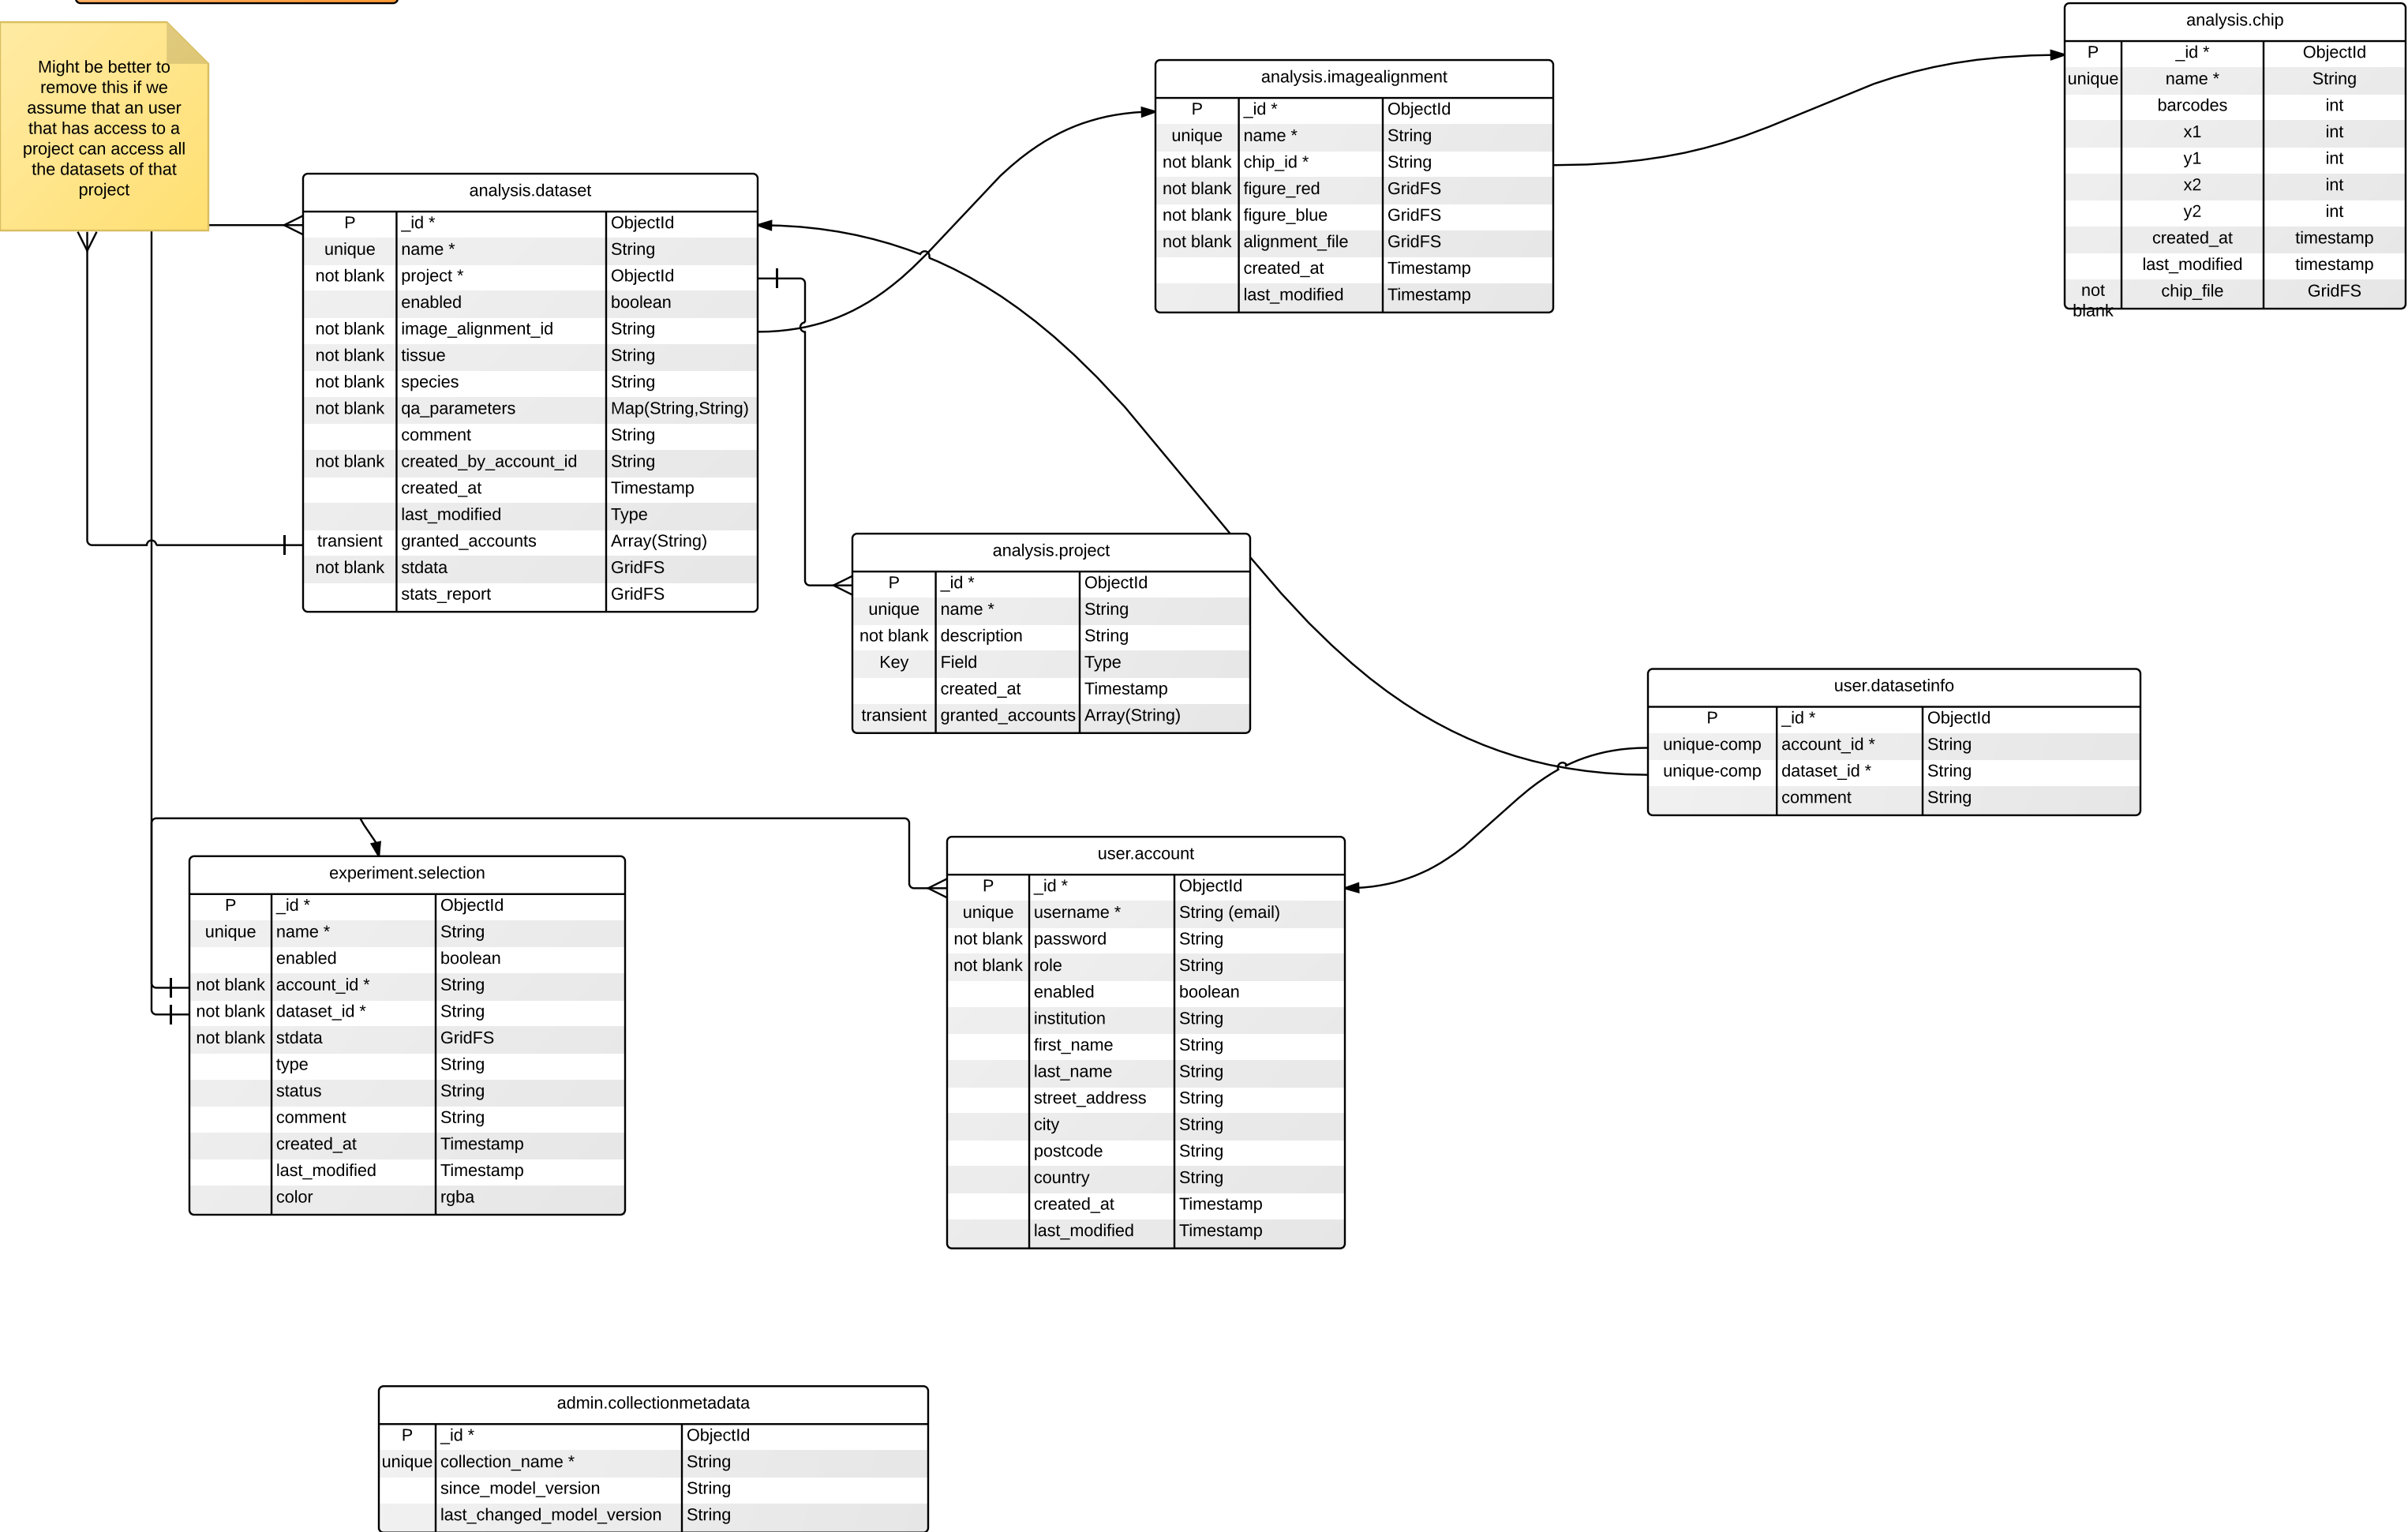 Might be better to
remove this if we
assume that an user
that has access to a
project can access all
the datasets of that
project
analysis.dataset
P _id * ObjectId
unique name * String
not blank project * ObjectId
enabled boolean
not blank image_alignment_id String
not blank tissue String
not blank species String
not blank qa_parameters Map(String,String)
comment String
not blank created_by_account_id String
created_at Timestamp
last_modified Type
transient granted_accounts Array(String)
not blank stdata GridFS
stats_report GridFS
analysis.imagealignment
P _id * ObjectId
unique name * String
not blank chip_id * String
not blank figure_red GridFS
not blank figure_blue GridFS
not blank alignment_file GridFS
created_at Timestamp
last_modified Timestamp
analysis.chip
P _id * ObjectId
unique name * String
barcodes int
x1 int
y1 int
x2 int
y2 int
created_at timestamp
last_modified timestamp
not chip_file GridFS
blank
analysis.project
P _id * ObjectId
unique name * String
not blank description String
Key Field Type
created_at Timestamp
transient granted_accounts Array(String)
user.datasetinfo
P _id * ObjectId
unique-comp account_id * String
unique-comp dataset_id * String
comment String
experiment.selection
P _id * ObjectId
unique name * String
enabled boolean
not blank account_id * String
not blank dataset_id * String
not blank stdata GridFS
type String
status String
comment String
created_at Timestamp
last_modified Timestamp
color rgba
user.account
P _id * ObjectId
unique username * String (email)
not blank password String
not blank role String
enabled boolean
institution String
first_name String
last_name String
street_address String
city String
postcode String
country String
created_at Timestamp
last_modified Timestamp
admin.collectionmetadata
P _id * ObjectId
unique collection_name * String
since_model_version String
last_changed_model_version String